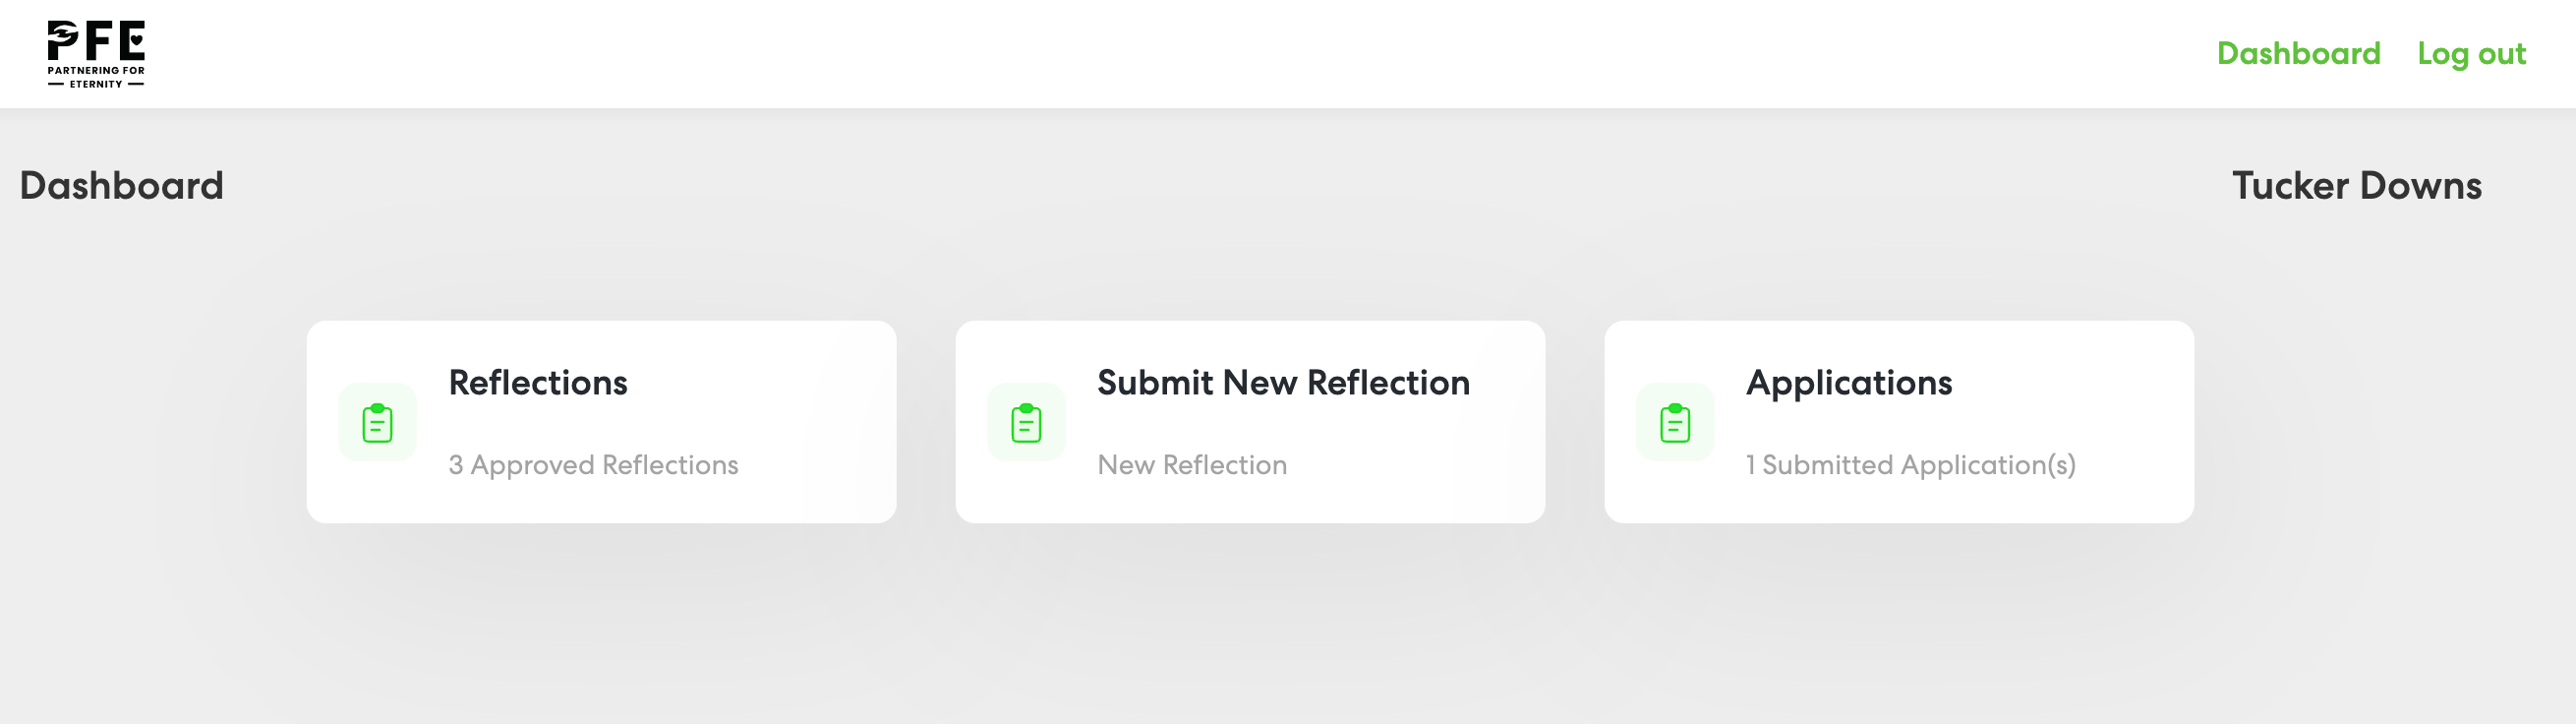 PFE
PARTNERING FOR
ETERNITY
Dashboard
Log out
Dashboard
Tucker Downs
Reflections
3 Approved Reflections
Submit New Reflection
New Reflection
Applications
1 Submitted Application(s)